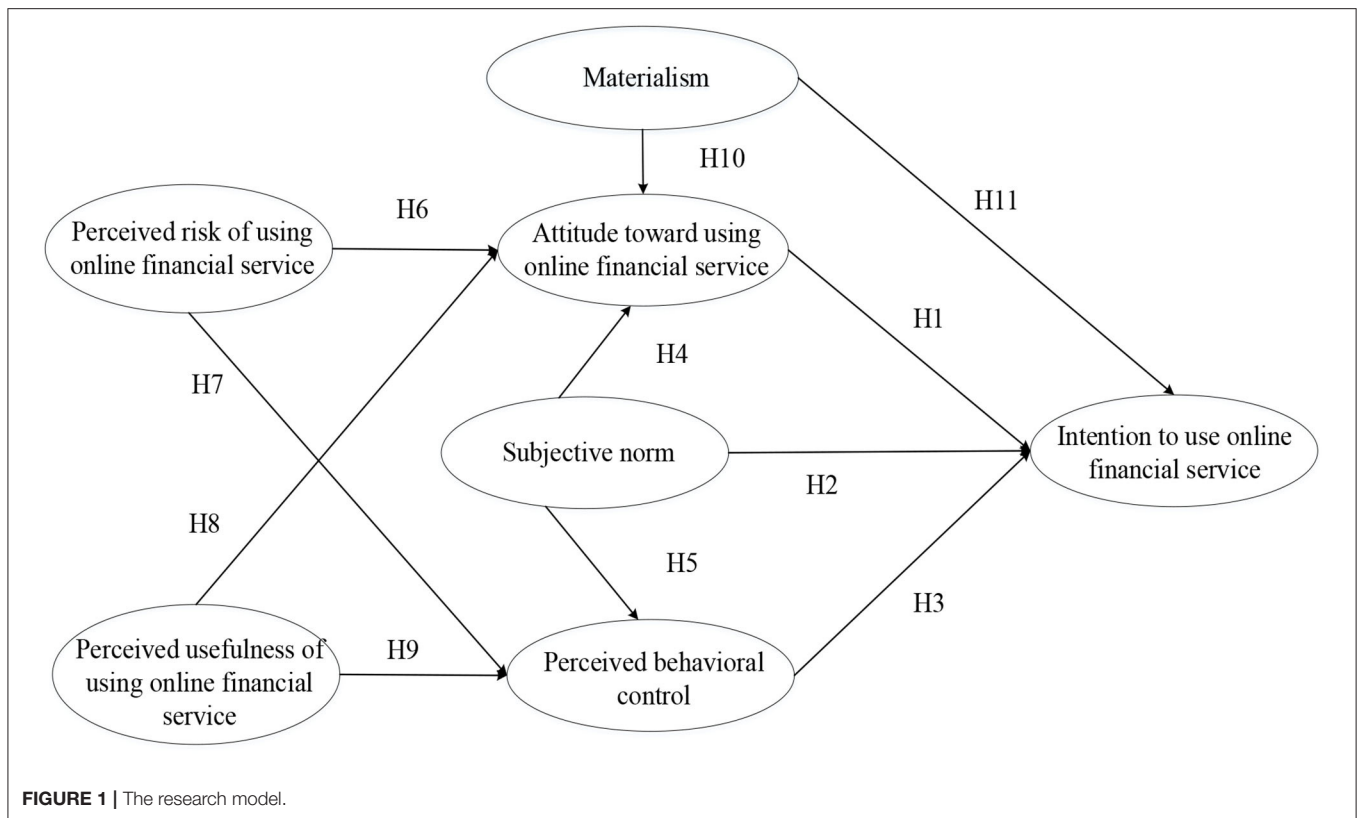 Materialism
H10
H11
H6
Perceived risk of using
online financial service
Attitude toward using
online financial service
H1
H4
H7
Subjective norm
H2
Intention to use online
financial service
H8
H5
H3
H9
Perceived usefulness of
using online financial
service
Perceived behavioral
control
FIGURE 1 | The research model.